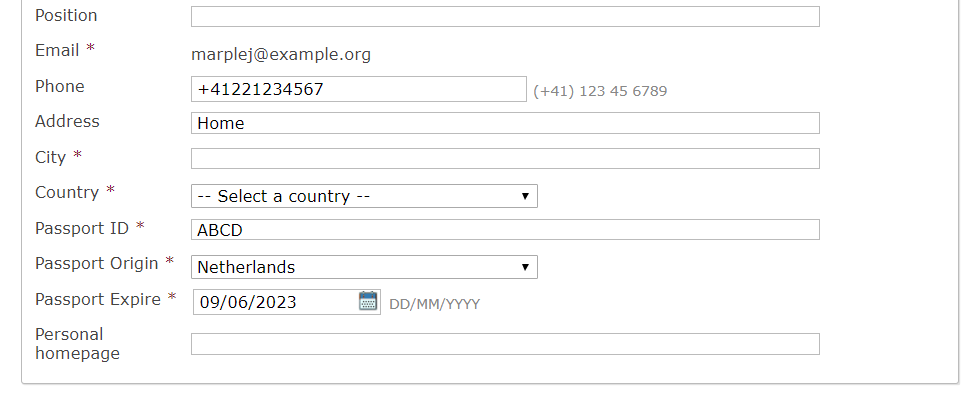 Position
Email * marplej@example.org
Phone +41221234567 (+41) 123 45 6789
Address Home
City *
Country * -- Select a country --
Passport ID * ABCD
Passport Origin * Netherlands
Passport Expire * 09/06/2023 DD/MM/YYYY
Personal
homepage